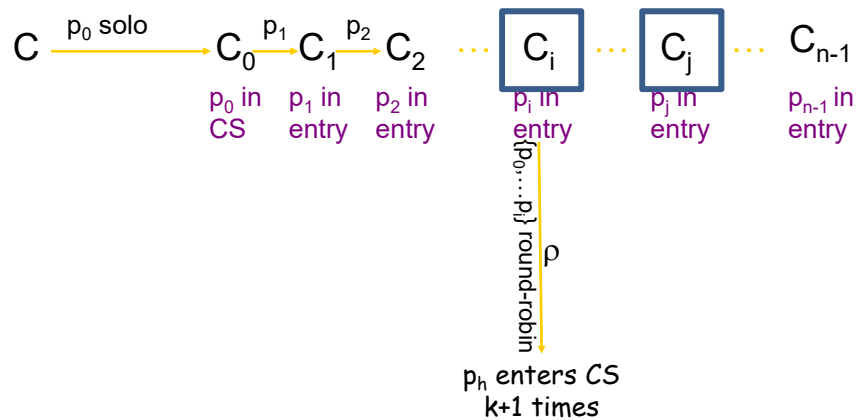 p₀ solo p₁ p₂
C C₀ C₁ C₂ ... Cᵢ ... Cⱼ ... Cₙ₋₁
p₀ in p₁ in p₂ in pᵢ in pⱼ in pₙ₋₁ in
CS entry entry entry entry entry
{p₀,...pᵢ} round-robin
ρ
pₕ enters CS
k+1 times